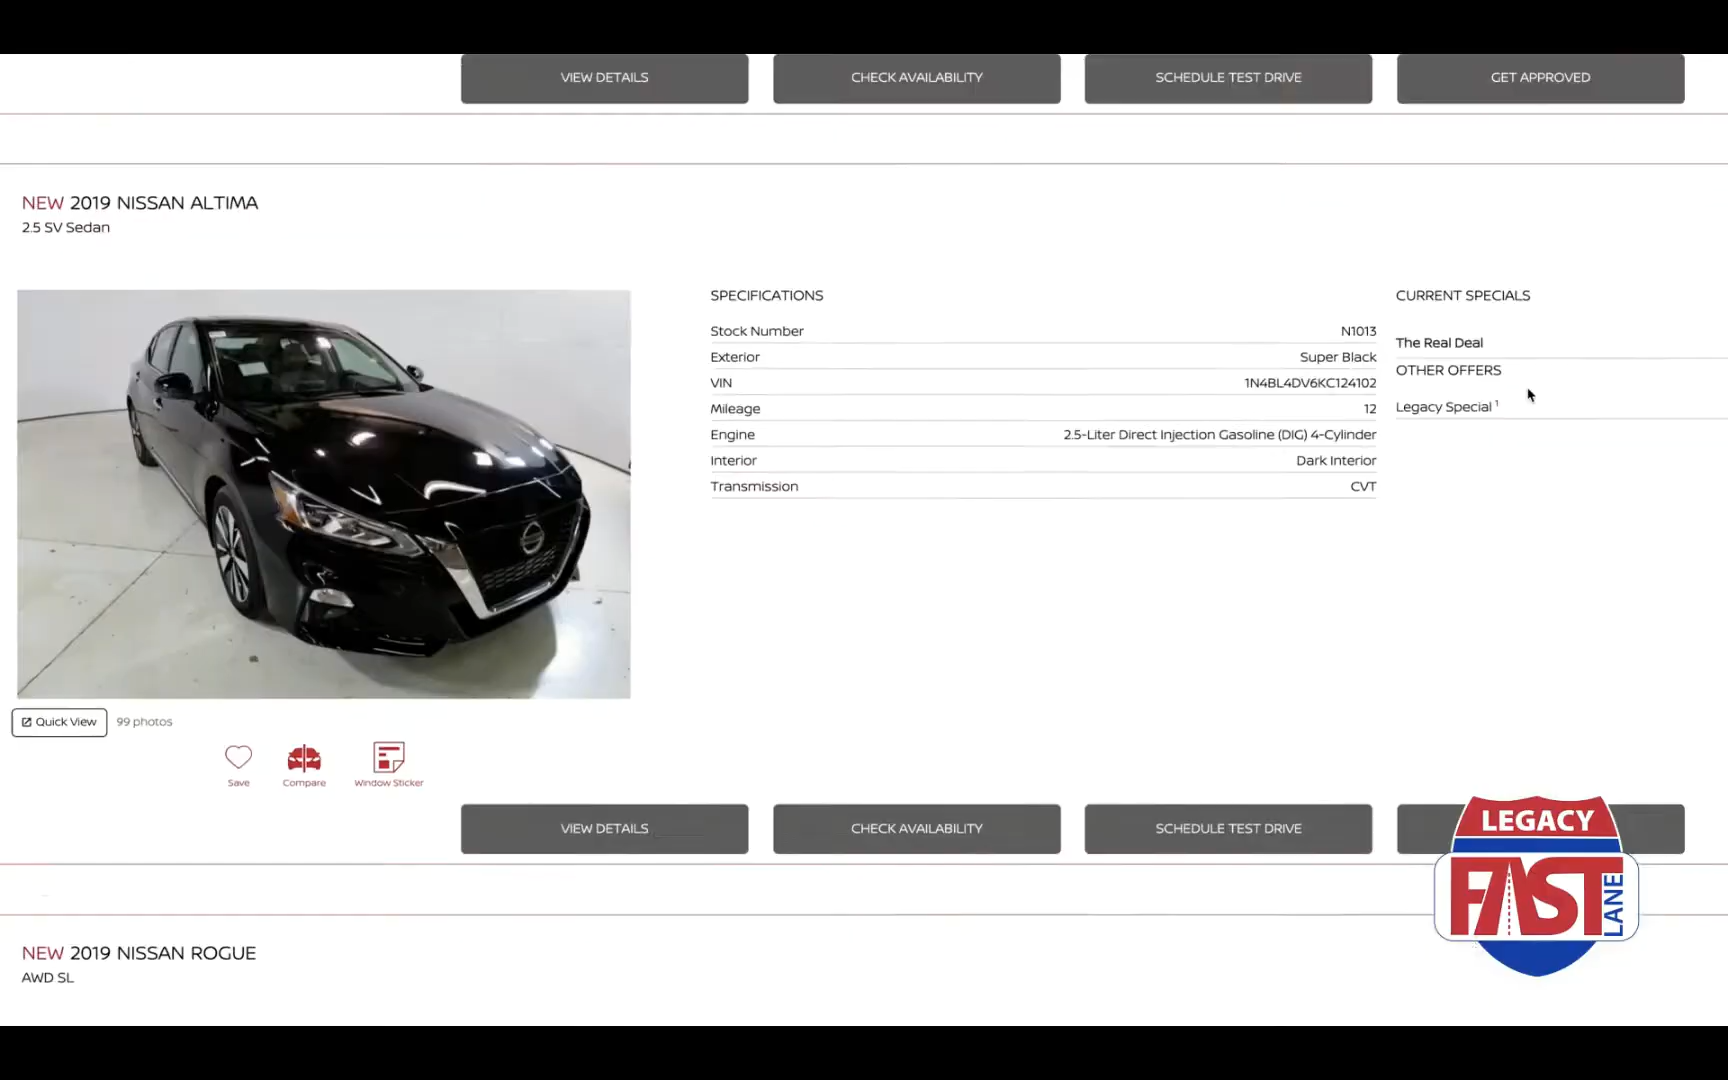 VIEW DETAILS CHECK AVAILABILITY SCHEDULE TEST DRIVE GET APPROVED
NEW 2019 NISSAN ALTIMA
2.5 SV Sedan
SPECIFICATIONS
Stock Number N1013
Exterior Super Black
VIN 1N4BL4DV6KC124102
Mileage 12
Engine 2.5-Liter Direct Injection Gasoline (DIG) 4-Cylinder
Interior Dark Interior
Transmission CVT
CURRENT SPECIALS
The Real Deal
OTHER OFFERS
Legacy Special 1
Quick View 99 photos
Save Compare Window Sticker
VIEW DETAILS CHECK AVAILABILITY SCHEDULE TEST DRIVE
LEGACY
FAST
LANE
NEW 2019 NISSAN ROGUE
AWD SL